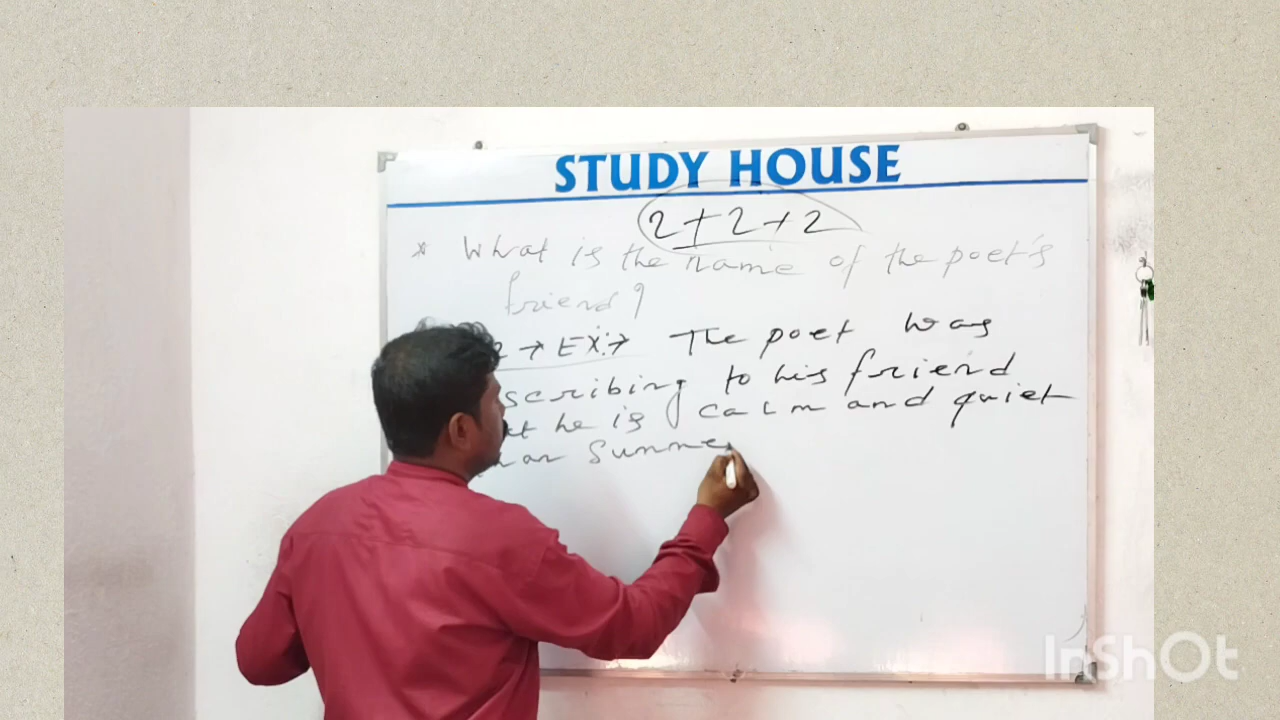 STUDY HOUSE
2+2+2
* What is the name of the poet's
friend?
→ EX:→ The poet was
scribing to his friend
he is calm and quiet
Summe
InShOt